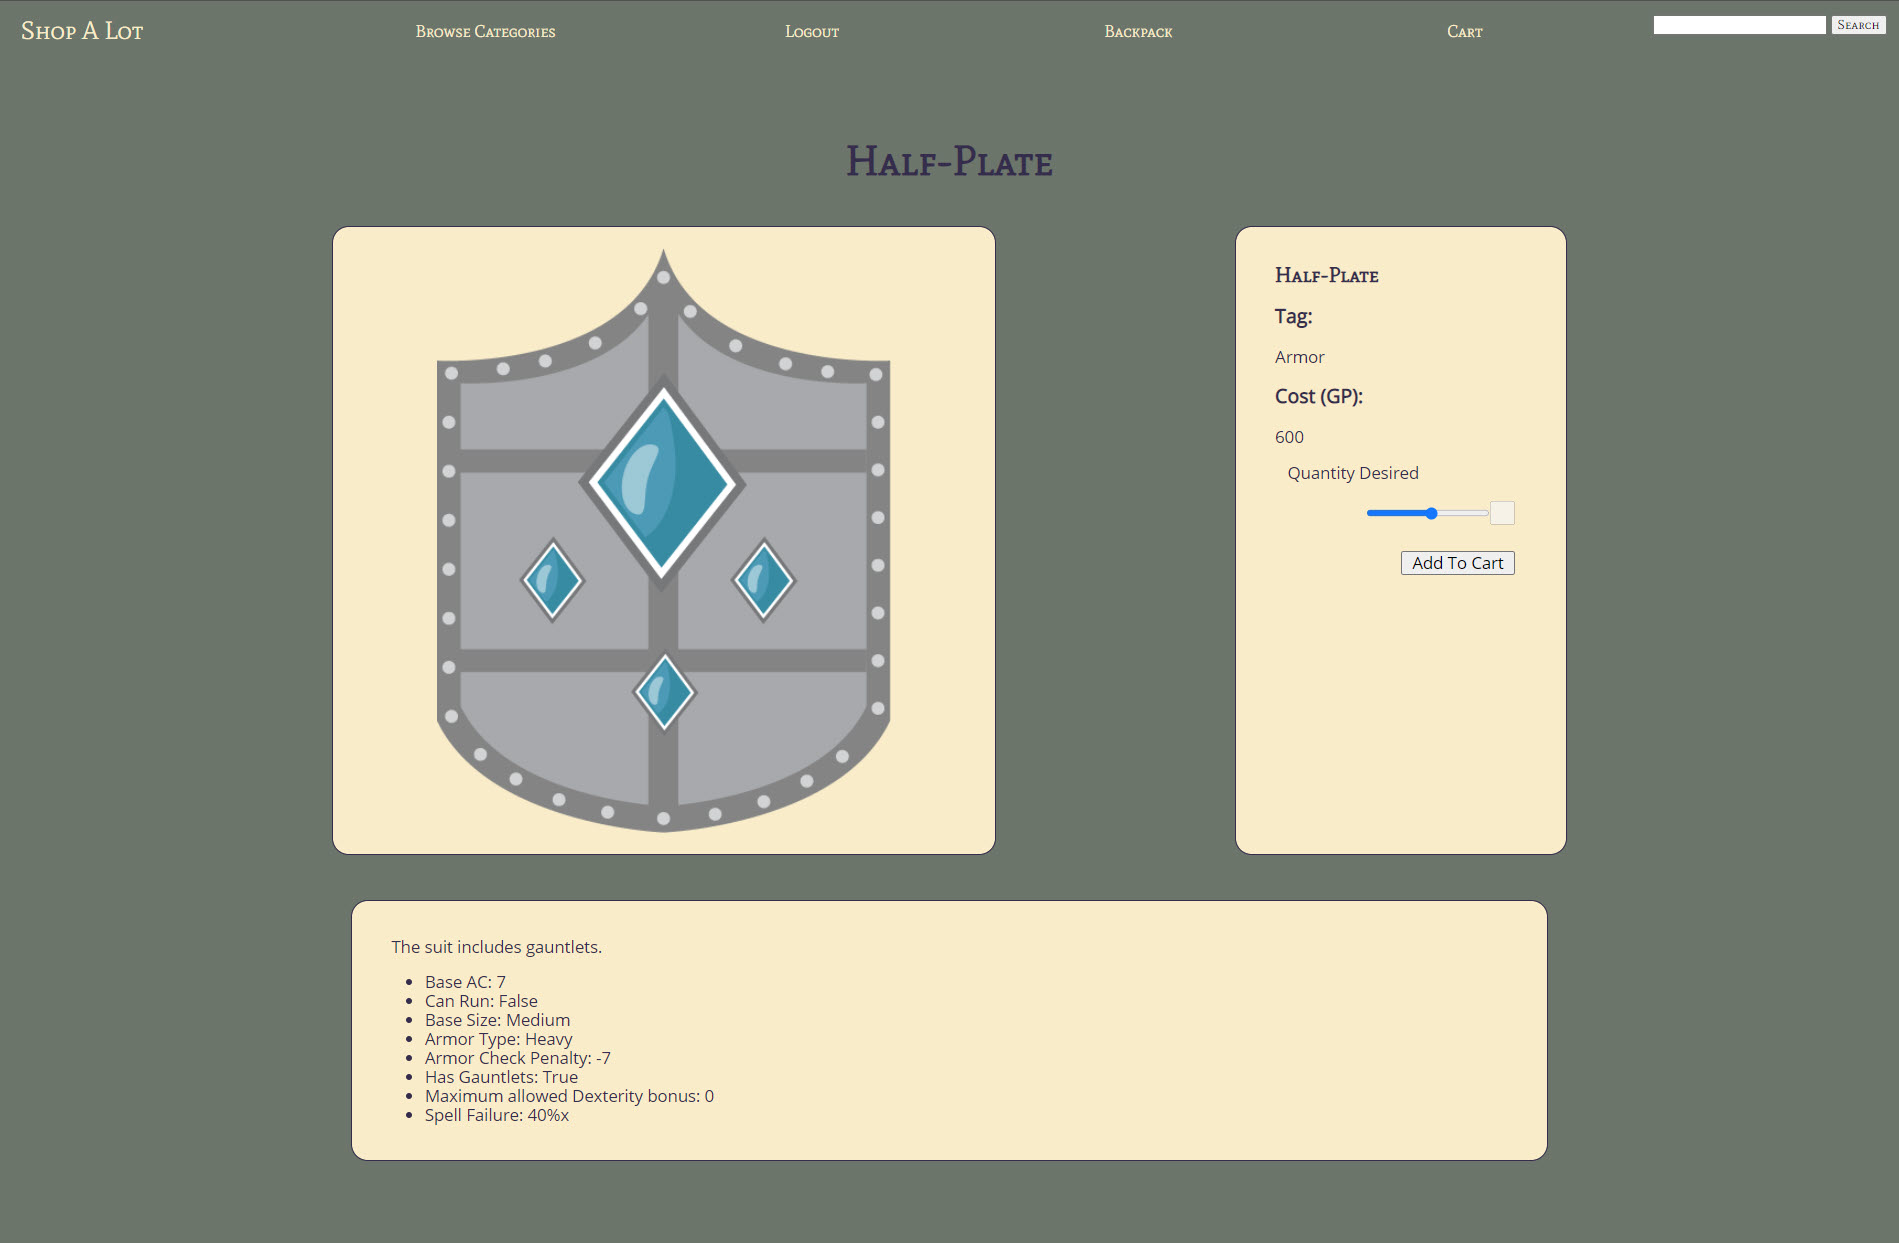 Shop A Lot
Browse Categories
Logout
Backpack
Cart
Search
Half-Plate
Half-Plate
Tag:
Armor
Cost (GP):
600
Quantity Desired
Add To Cart
The suit includes gauntlets.
• Base AC: 7
• Can Run: False
• Base Size: Medium
• Armor Type: Heavy
• Armor Check Penalty: -7
• Has Gauntlets: True
• Maximum allowed Dexterity bonus: 0
• Spell Failure: 40%x